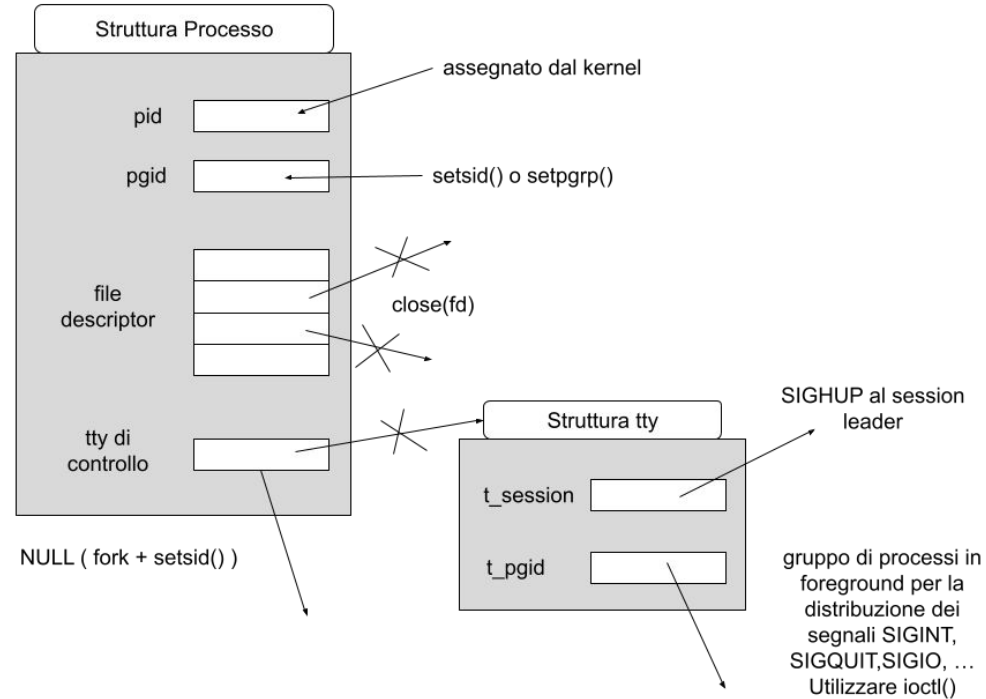 Struttura Processo
assegnato dal kernel
pid
pgid
setsid() o setpgrp()
file
descriptor
close(fd)
tty di
controllo
NULL ( fork + setsid() )
Struttura tty
SIGHUP al session
leader
t_session
t_pgid
gruppo di processi in
foreground per la
distribuzione dei
segnali SIGINT,
SIGQUIT,SIGIO, …
Utilizzare ioctl()